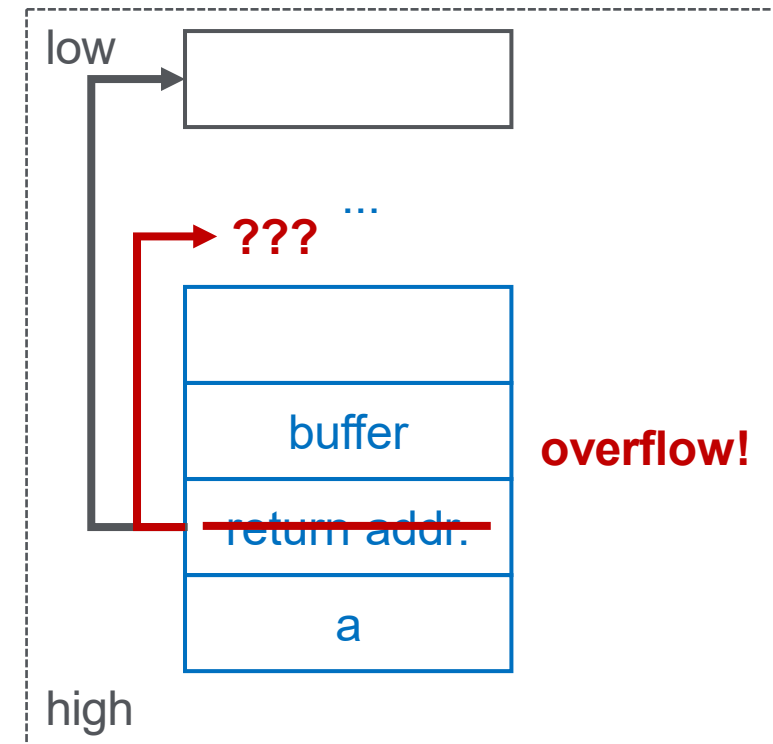 low
...
???
buffer
overflow!
return addr.
a
high